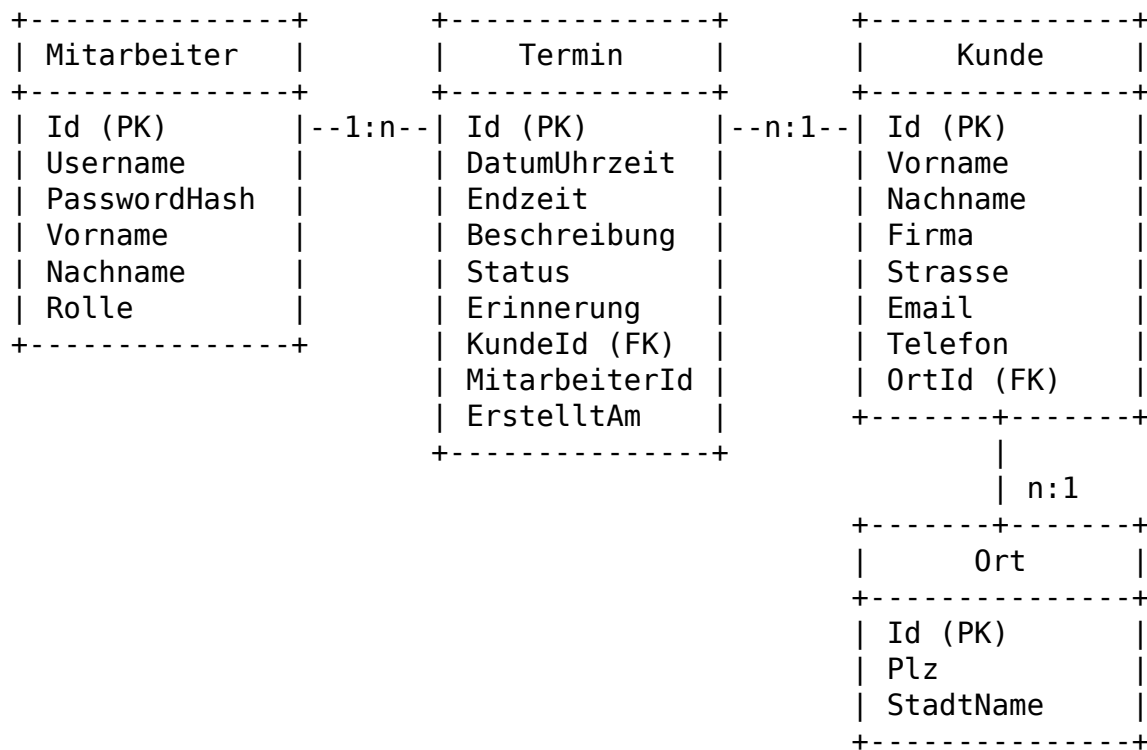 Mitarbeiter Termin Kunde
Id (PK) --1:n-- Id (PK) --n:1-- Id (PK)
Username DatumUhrzeit Vorname
PasswordHash Endzeit Nachname
Vorname Beschreibung Firma
Nachname Status Strasse
Rolle Erinnerung Email
KundeId (FK) Telefon
MitarbeiterId OrtId (FK)
ErstelltAm
n:1
Ort
Id (PK)
Plz
StadtName